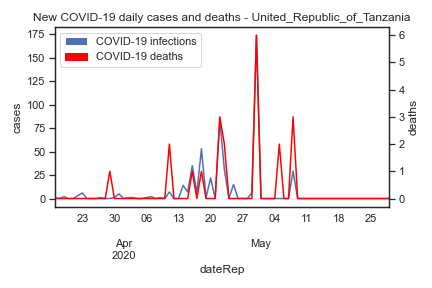 New COVID-19 daily cases and deaths - United_Republic_of_Tanzania
COVID-19 infections
COVID-19 deaths
cases
175
150
125
100
75
50
25
0
deaths
6
5
4
3
2
1
0
23 30 06 13 20 27 04 11 18 25
Apr May
2020
dateRep